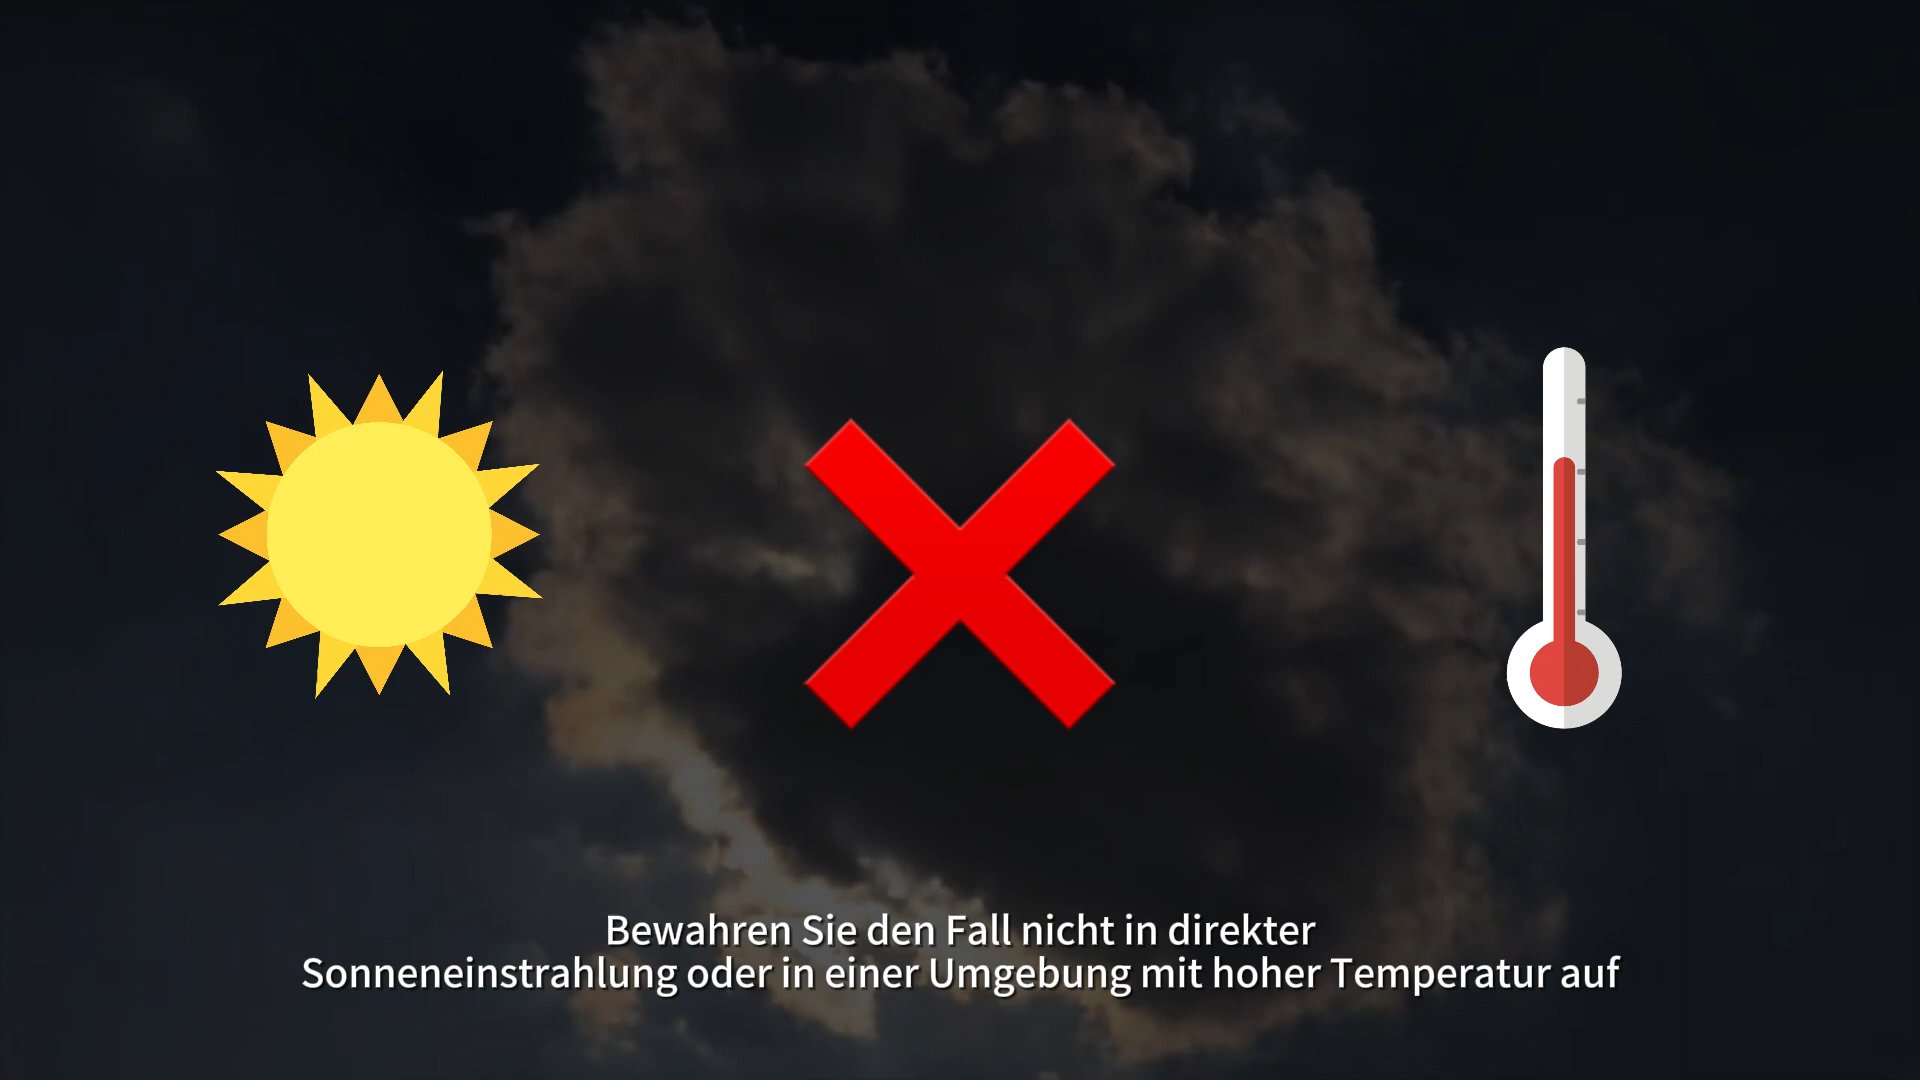 Bewahren Sie den Fall nicht in direkter
Sonneneinstrahlung oder in einer Umgebung mit hoher Temperatur auf